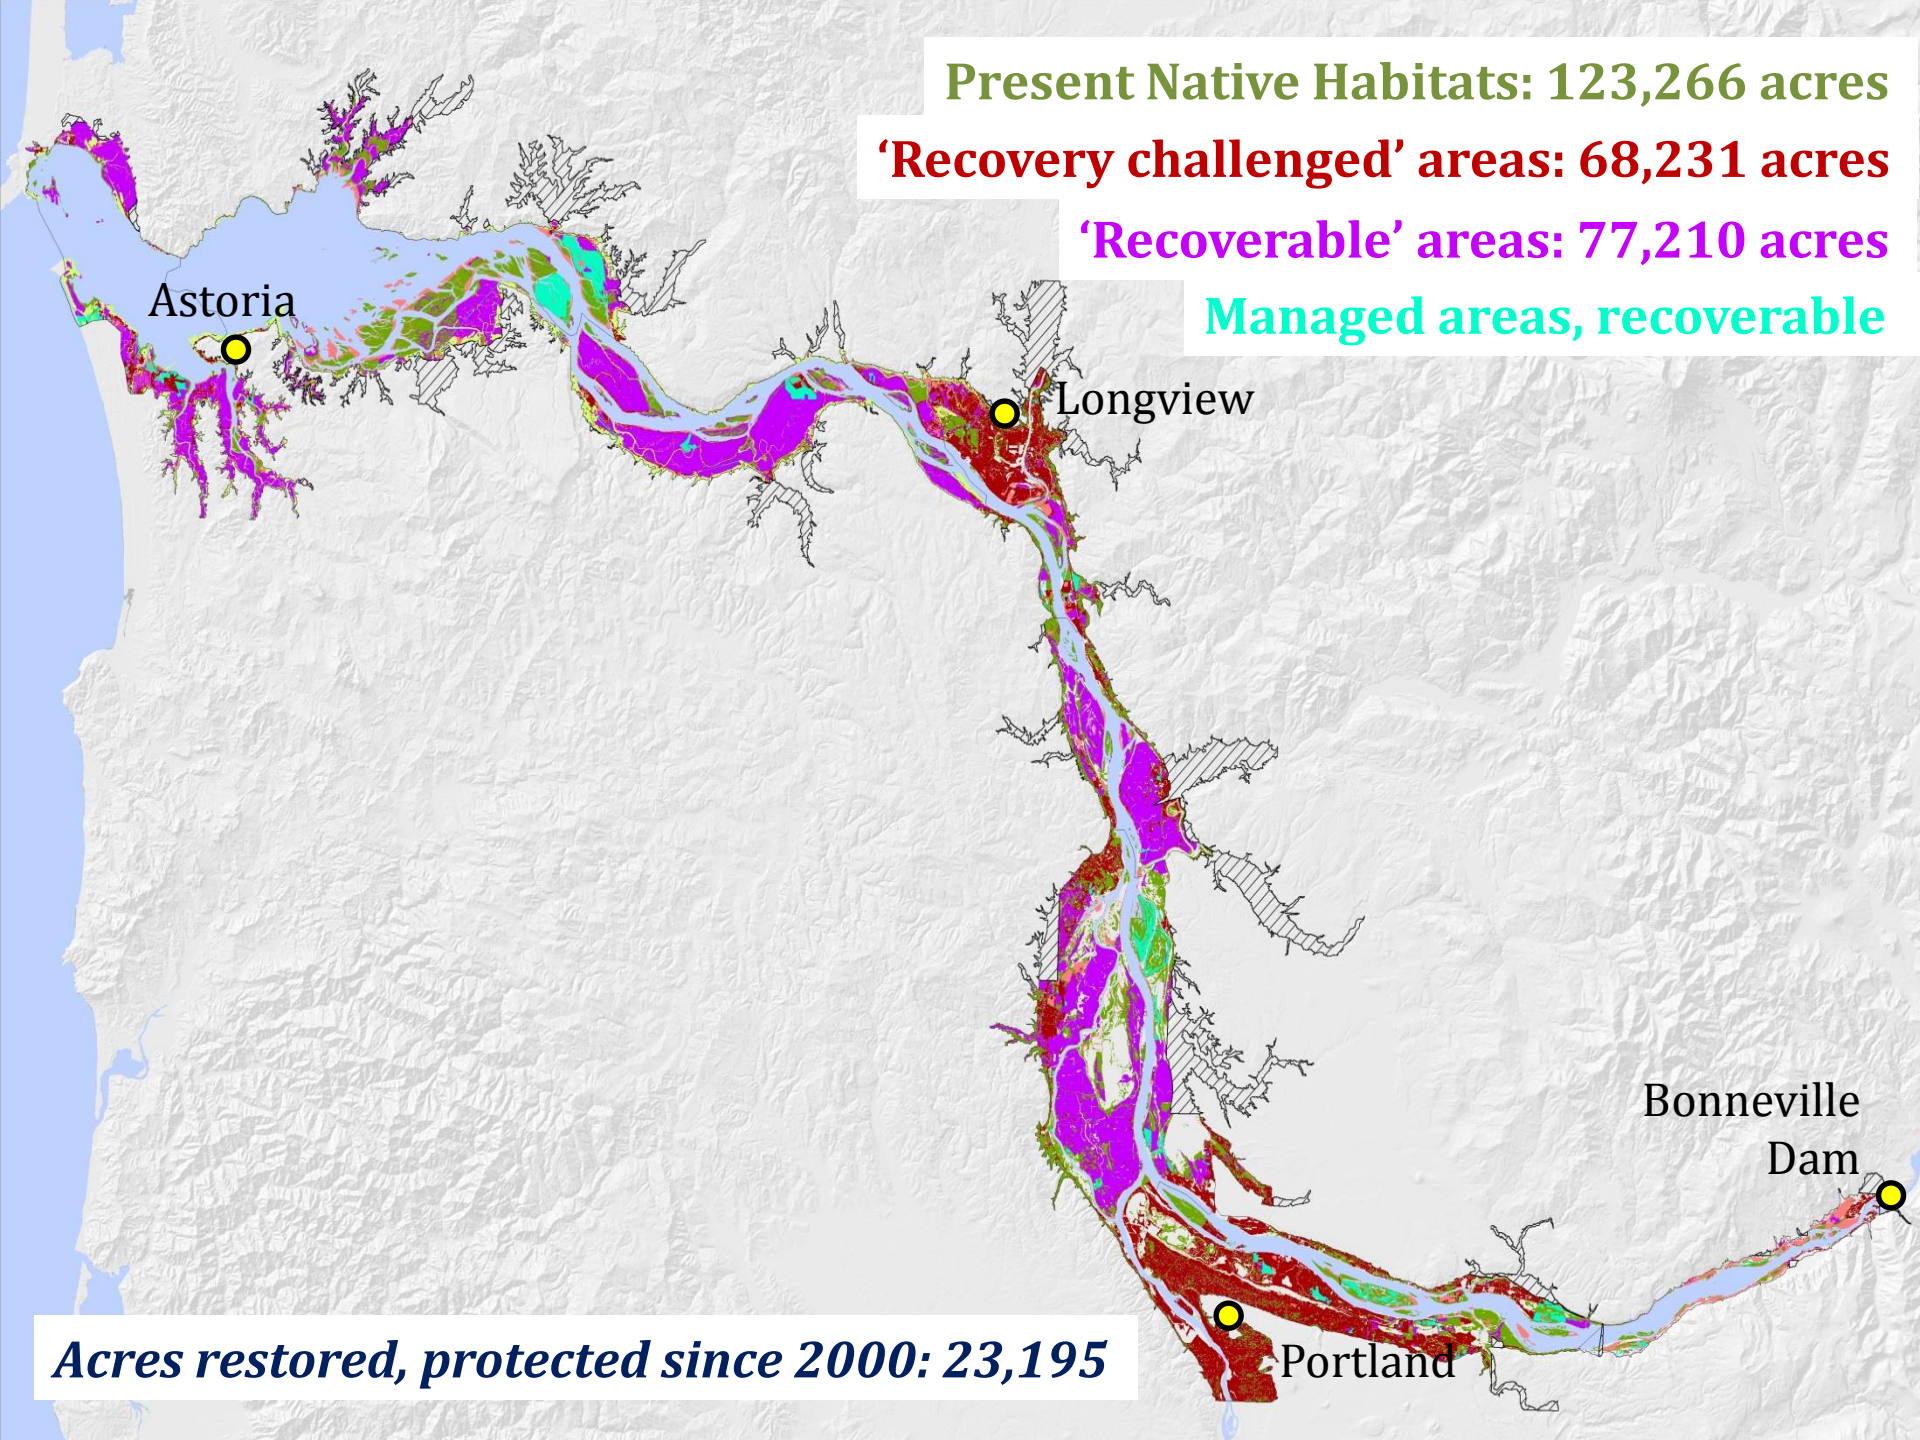 Present Native Habitats: 123,266 acres
‘Recovery challenged’ areas: 68,231 acres
‘Recoverable’ areas: 77,210 acres
Managed areas, recoverable
Astoria
Longview
Bonneville
Dam
Portland
Acres restored, protected since 2000: 23,195